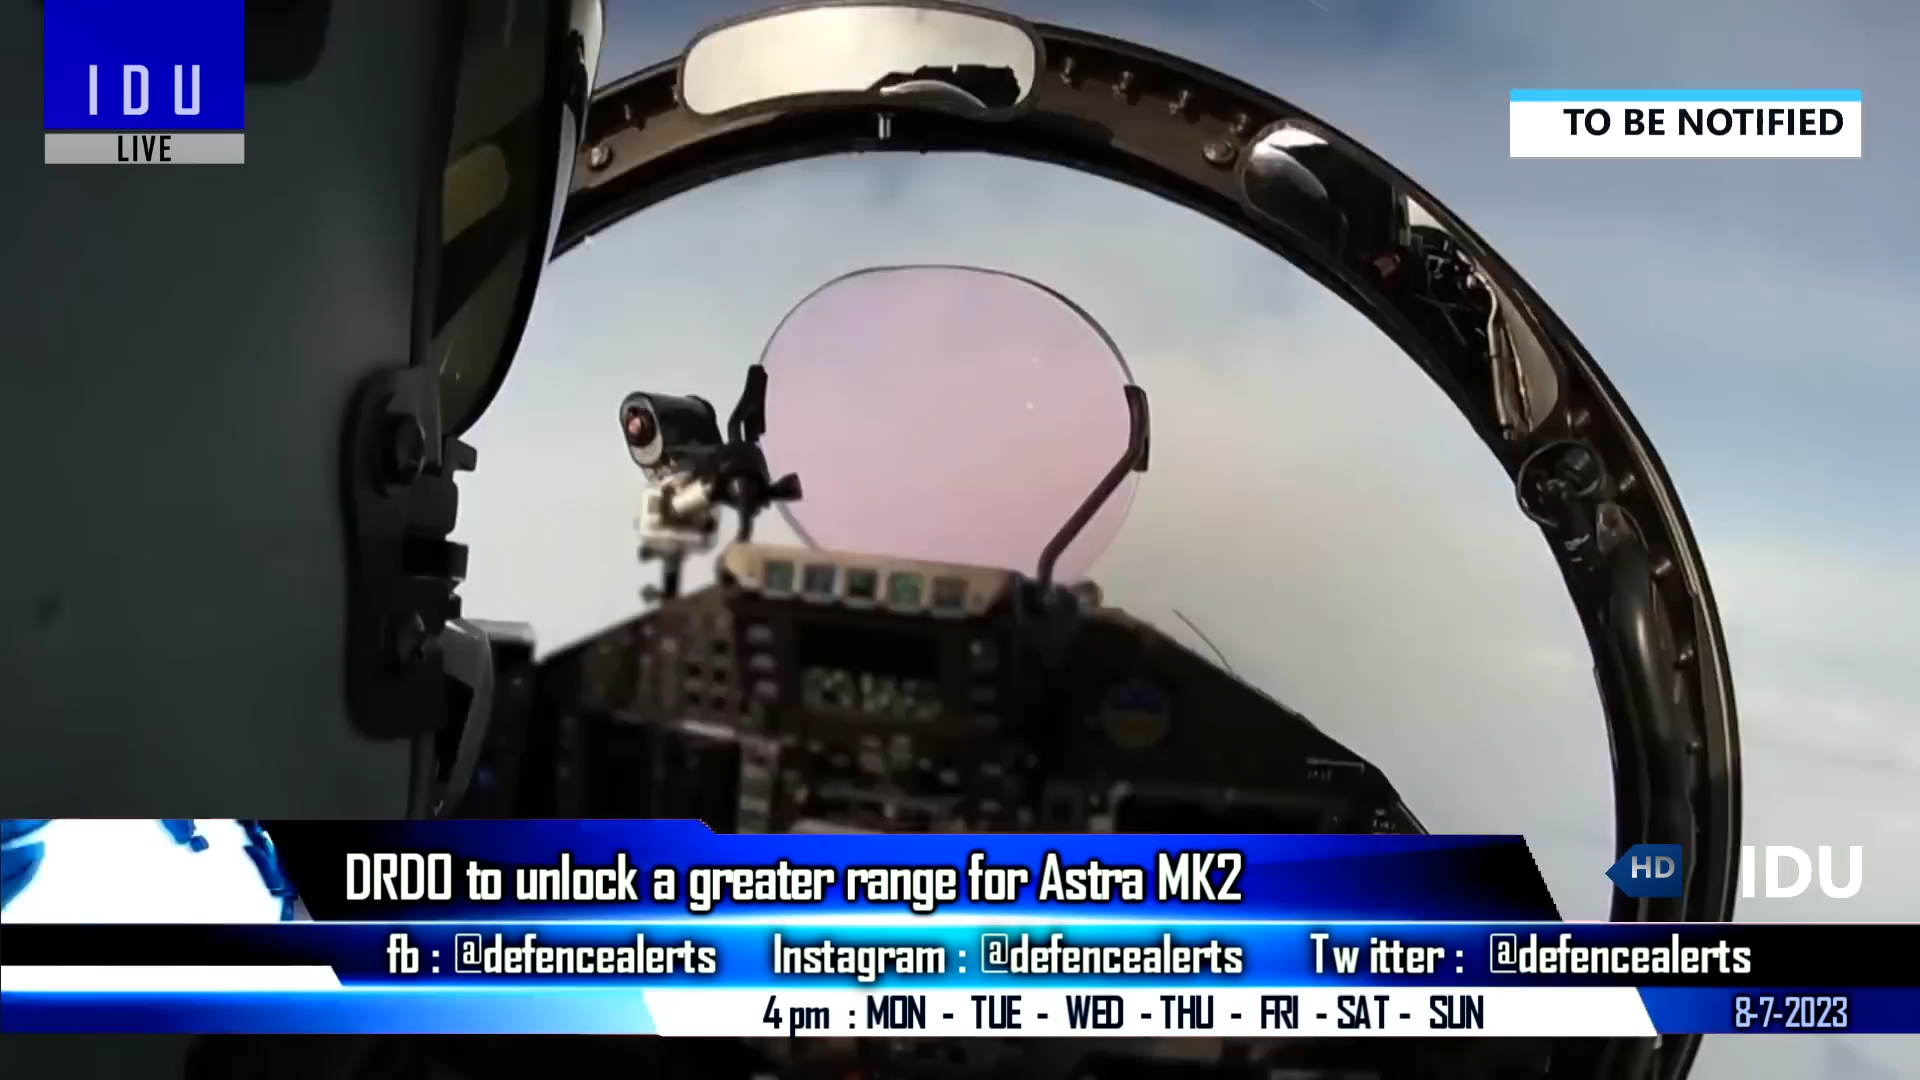 IDU
LIVE
TO BE NOTIFIED
DRDO to unlock a greater range for Astra MK2
HD IDU
fb : @defencealerts Instagram : @defencealerts Twitter : @defencealerts
4 pm : MON - TUE - WED - THU - FRI - SAT - SUN
8-7-2023